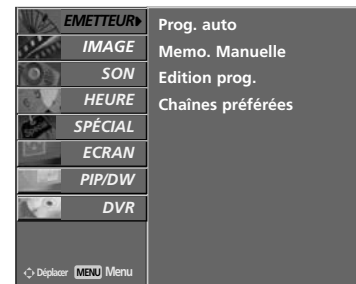 EMETTEUR
IMAGE
SON
HEURE
SPÉCIAL
ECRAN
PIP/DW
DVR
Déplacer MENU Menu
Prog. auto
Memo. Manuelle
Edition prog.
Chaînes préférées